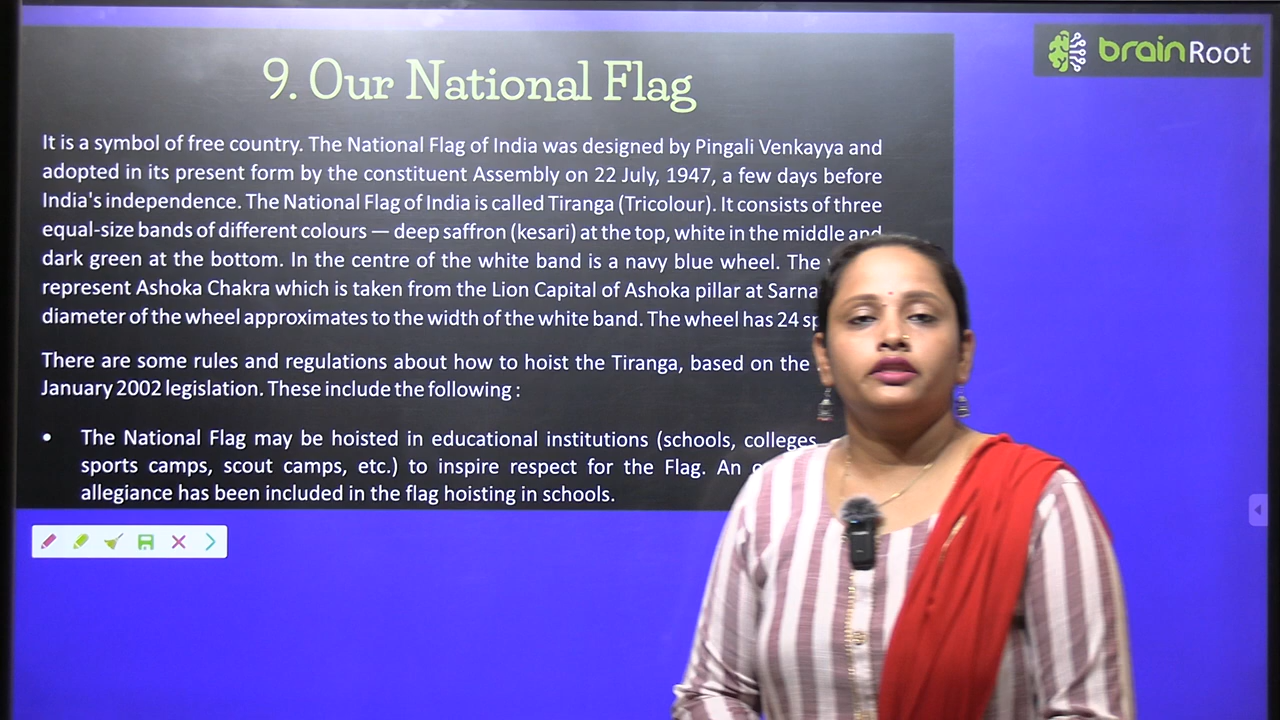 brainRoot
9. Our National Flag
It is a symbol of free country. The National Flag of India was designed by Pingali Venkayya and
adopted in its present form by the constituent Assembly on 22 July, 1947, a few days before
India's independence. The National Flag of India is called Tiranga (Tricolour). It consists of three
equal-size bands of different colours — deep saffron (kesari) at the top, white in the middle and
dark green at the bottom. In the centre of the white band is a navy blue wheel. The
represent Ashoka Chakra which is taken from the Lion Capital of Ashoka pillar at
diameter of the wheel approximates to the width of the white band. The wheel has 24
There are some rules and regulations about how to hoist the Tiranga, based on the
January 2002 legislation. These include the following :
• The National Flag may be hoisted in educational institutions (schools, colleges,
sports camps, scout camps, etc.) to inspire respect for the Flag. An
allegiance has been included in the flag hoisting in schools.